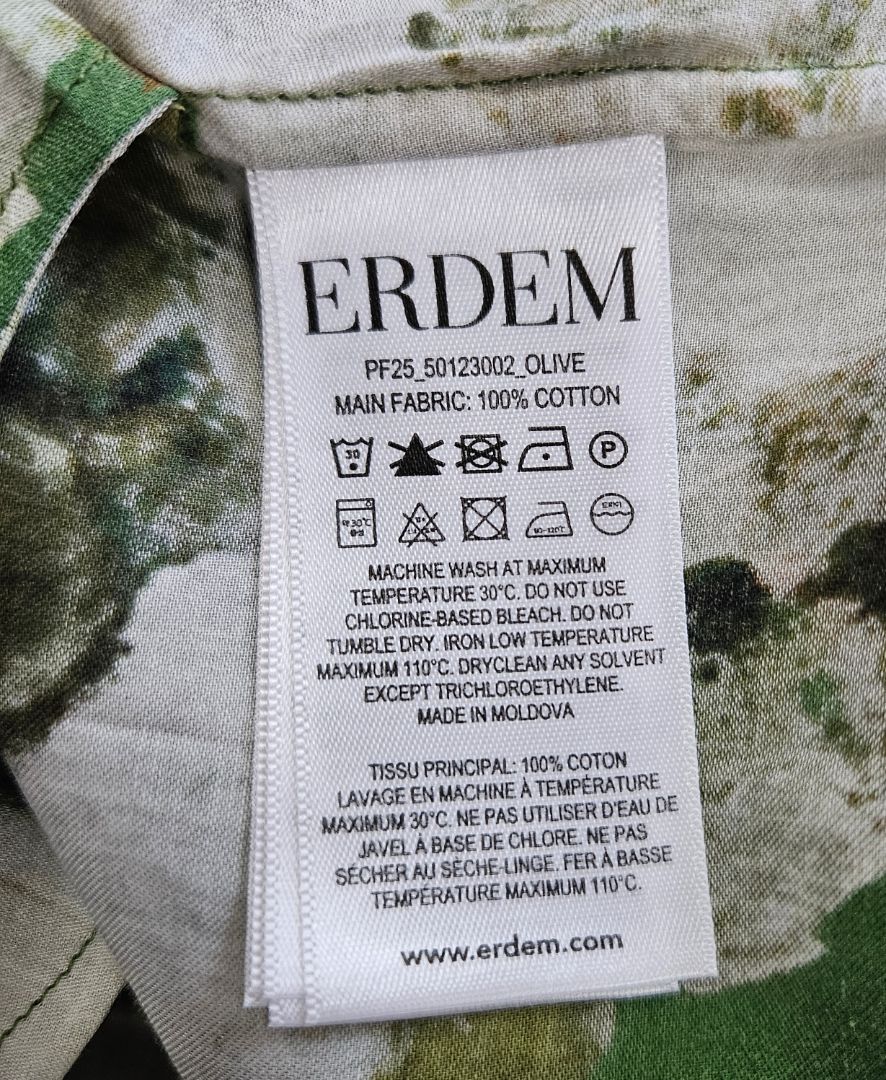 ERDEM
PF25_50123002_OLIVE
MAIN FABRIC: 100% COTTON
30
P
MACHINE WASH AT MAXIMUM
TEMPERATURE 30°C. DO NOT USE
CHLORINE-BASED BLEACH. DO NOT
TUMBLE DRY. IRON LOW TEMPERATURE
MAXIMUM 110°C. DRYCLEAN ANY SOLVENT
EXCEPT TRICHLOROETHYLENE.
MADE IN MOLDOVA
TISSU PRINCIPAL: 100% COTON
LAVAGE EN MACHINE À TEMPÉRATURE
MAXIMUM 30°C. NE PAS UTILISER D'EAU DE
JAVEL À BASE DE CHLORE. NE PAS
SÉCHER AU SÈCHE-LINGE. FER À BASSE
TEMPÉRATURE MAXIMUM 110°C.
www.erdem.com